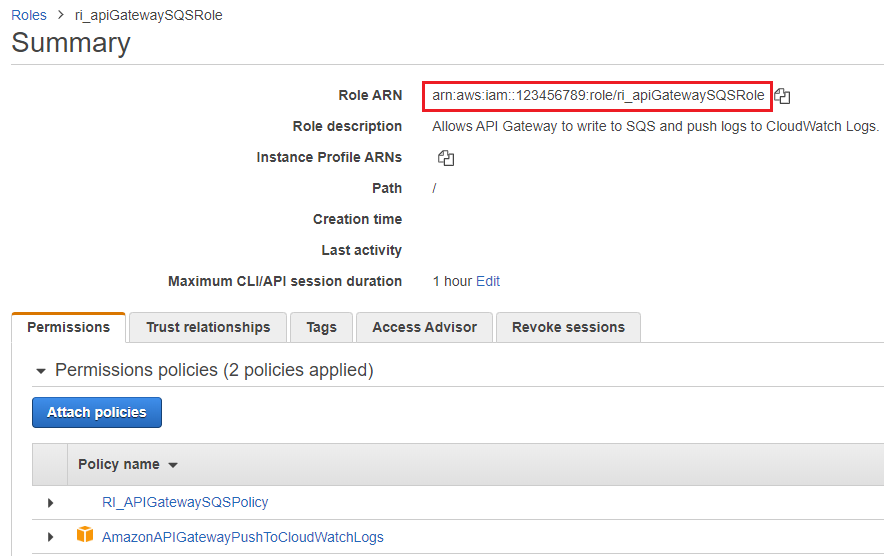 Roles > ri_apiGatewaySQSRole
Summary
Role ARN arn:aws:iam::123456789:role/ri_apiGatewaySQSRole
Role description Allows API Gateway to write to SQS and push logs to CloudWatch Logs.
Instance Profile ARNs
Path /
Creation time
Last activity
Maximum CLI/API session duration 1 hour Edit
Permissions Trust relationships Tags Access Advisor Revoke sessions
Permissions policies (2 policies applied)
Attach policies
Policy name
RI_APIGatewaySQSPolicy
AmazonAPIGatewayPushToCloudWatchLogs